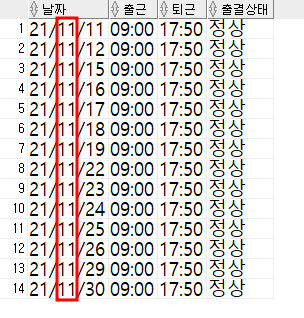 날짜 출근 퇴근 출결상태
1 21/11/11 09:00 17:50 정상
2 21/11/12 09:00 17:50 정상
3 21/11/15 09:00 17:50 정상
4 21/11/16 09:00 17:50 정상
5 21/11/17 09:00 17:50 정상
6 21/11/18 09:00 17:50 정상
7 21/11/19 09:00 17:50 정상
8 21/11/22 09:00 17:50 정상
9 21/11/23 09:00 17:50 정상
10 21/11/24 09:00 17:50 정상
11 21/11/25 09:00 17:50 정상
12 21/11/26 09:00 17:50 정상
13 21/11/29 09:00 17:50 정상
14 21/11/30 09:00 17:50 정상